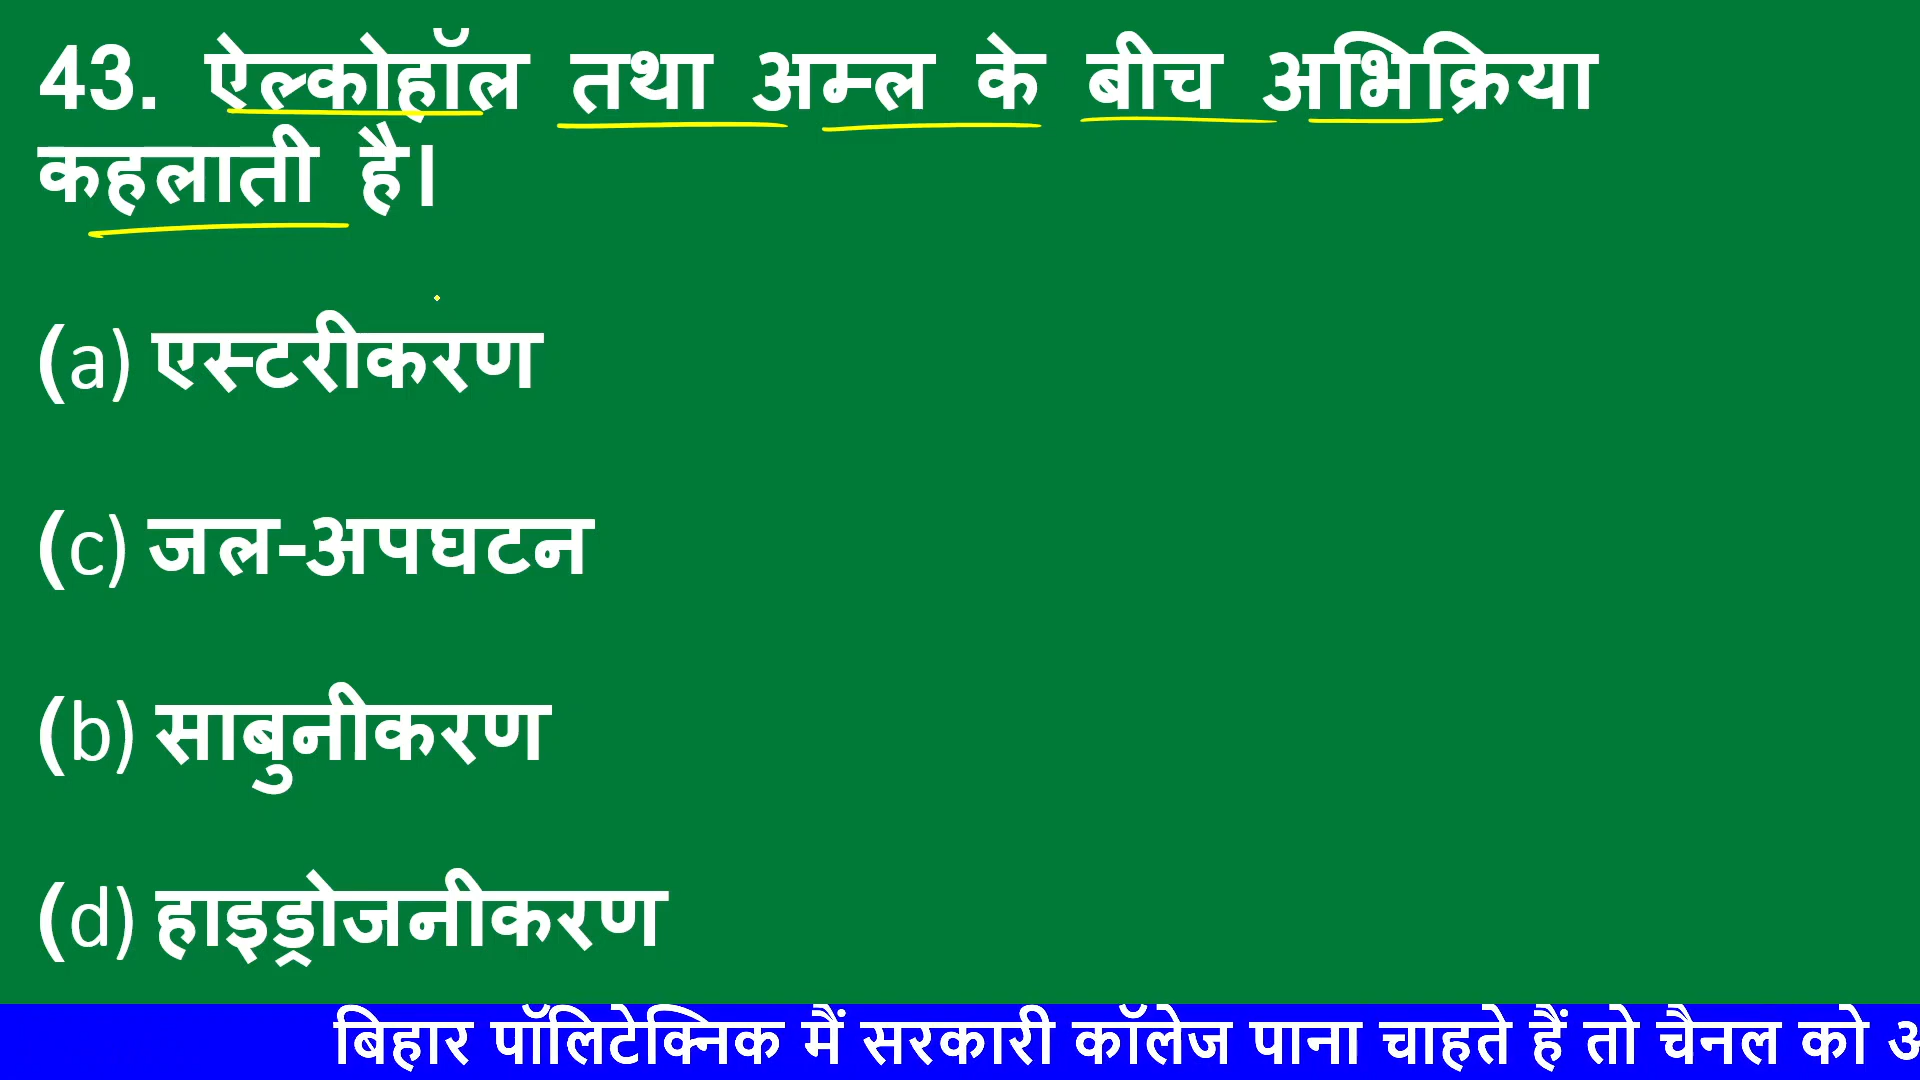 43. ऐल्कोहॉल तथा अम्ल के बीच अभिक्रिया
कहलाती है।
(a) एस्टरीकरण
(c) जल-अपघटन
(b) साबुनीकरण
(d) हाइड्रोजनीकरण
बिहार पॉलिटेक्निक मैं सरकारी कॉलेज पाना चाहते हैं तो चैनल को